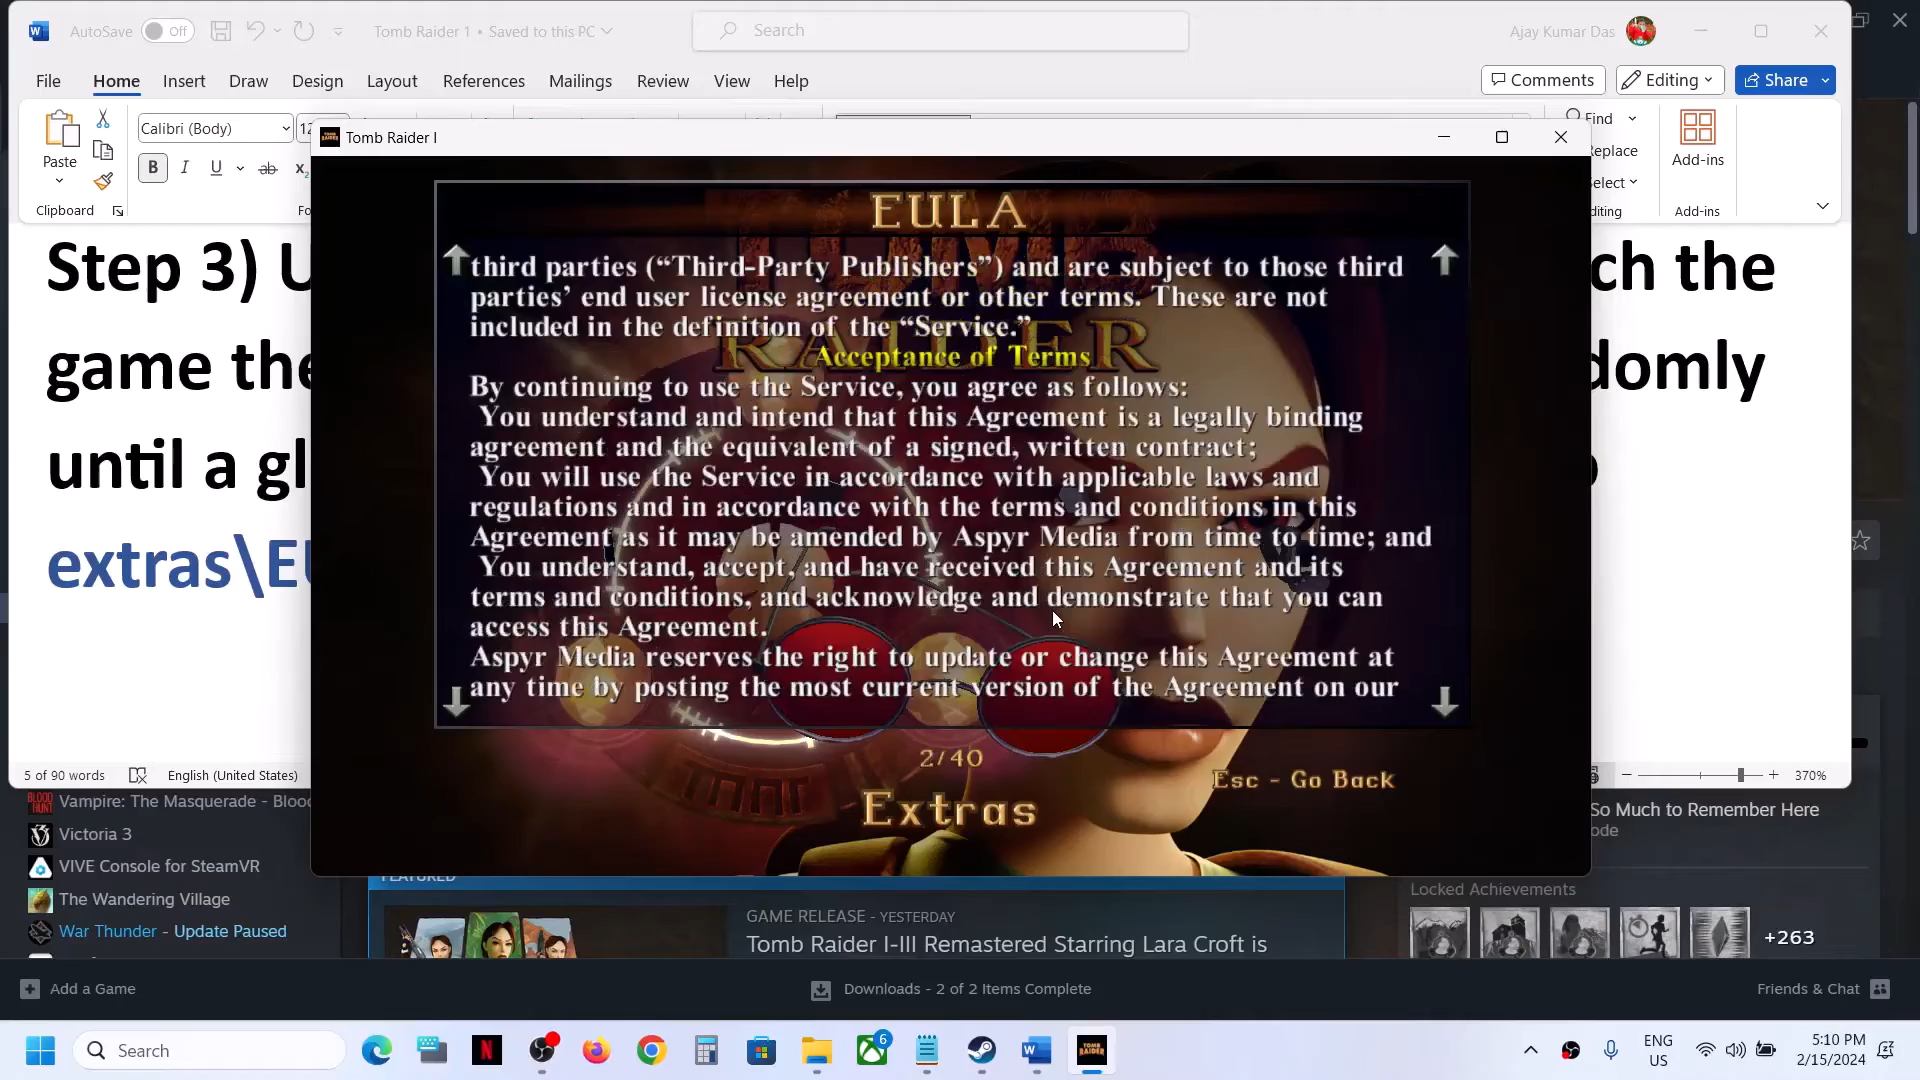 AutoSave Off Tomb Raider 1 • Saved to this PC Search Ajay Kumar Das
File Home Insert Draw Design Layout References Mailings Review View Help Comments Editing Share
Calibri (Body) 12
Paste
B I U ab x₂
Clipboard
Find
Replace
Select
Editing
Add-ins
Add-ins
Step 3) U
game the
until a gl
extras\EU
ch the
domly
Tomb Raider I
EULA
TOMB RAIDER
third parties (“Third-Party Publishers”) and are subject to those third
parties’ end user license agreement or other terms. These are not
included in the definition of the “Service.”
Acceptance of Terms
By continuing to use the Service, you agree as follows:
You understand and intend that this Agreement is a legally binding
agreement and the equivalent of a signed, written contract;
You will use the Service in accordance with applicable laws and
regulations and in accordance with the terms and conditions in this
Agreement as it may be amended by Aspyr Media from time to time; and
You understand, accept, and have received this Agreement and its
terms and conditions, and acknowledge and demonstrate that you can
access this Agreement.
Aspyr Media reserves the right to update or change this Agreement at
any time by posting the most current version of the Agreement on our
2/40
Esc - Go Back
Extras
5 of 90 words English (United States) 370%
Vampire: The Masquerade - Blood
Victoria 3
VIVE Console for SteamVR
The Wandering Village
War Thunder - Update Paused
FEATURED
GAME RELEASE - YESTERDAY
Tomb Raider I-III Remastered Starring Lara Croft is
So Much to Remember Here
ode
Locked Achievements
+263
Add a Game Downloads - 2 of 2 Items Complete Friends & Chat
Search
6
TOMB RAIDER
ENG
US
5:10 PM
2/15/2024